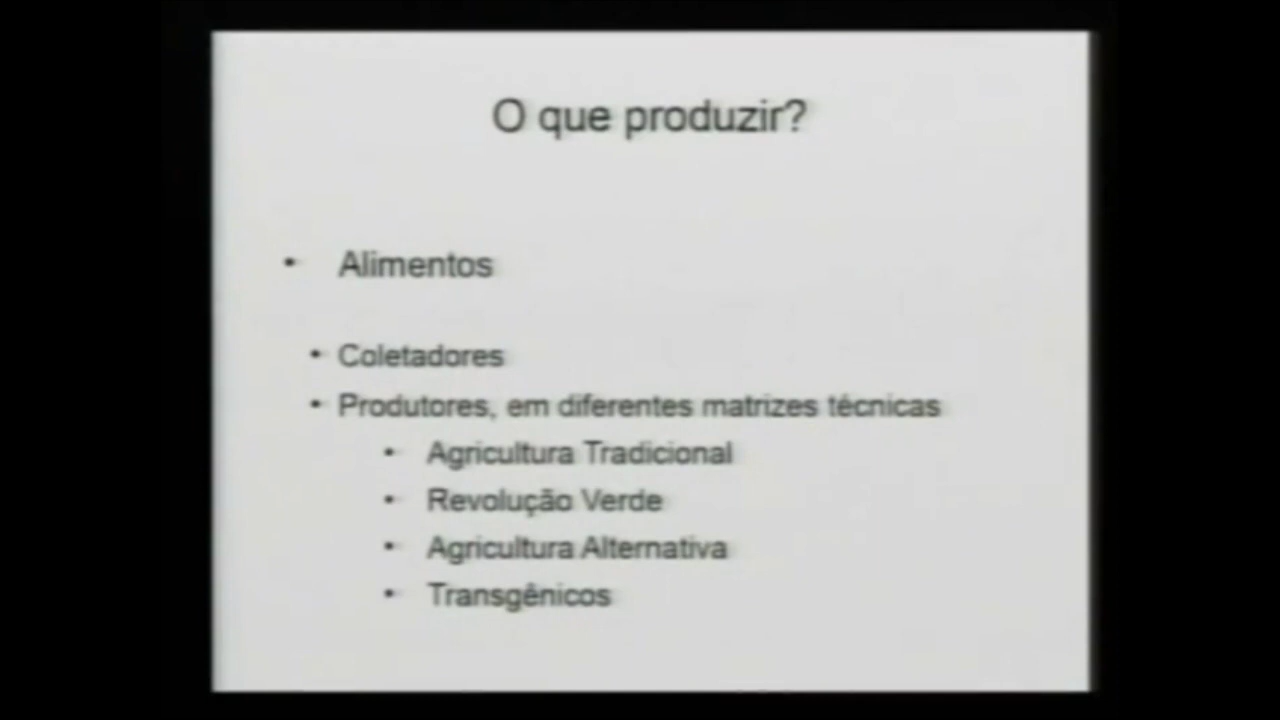 O que produzir?
• Alimentos
• Coletadores
• Produtores, em diferentes matrizes técnicas
• Agricultura Tradicional
• Revolução Verde
• Agricultura Alternativa
• Transgênicos